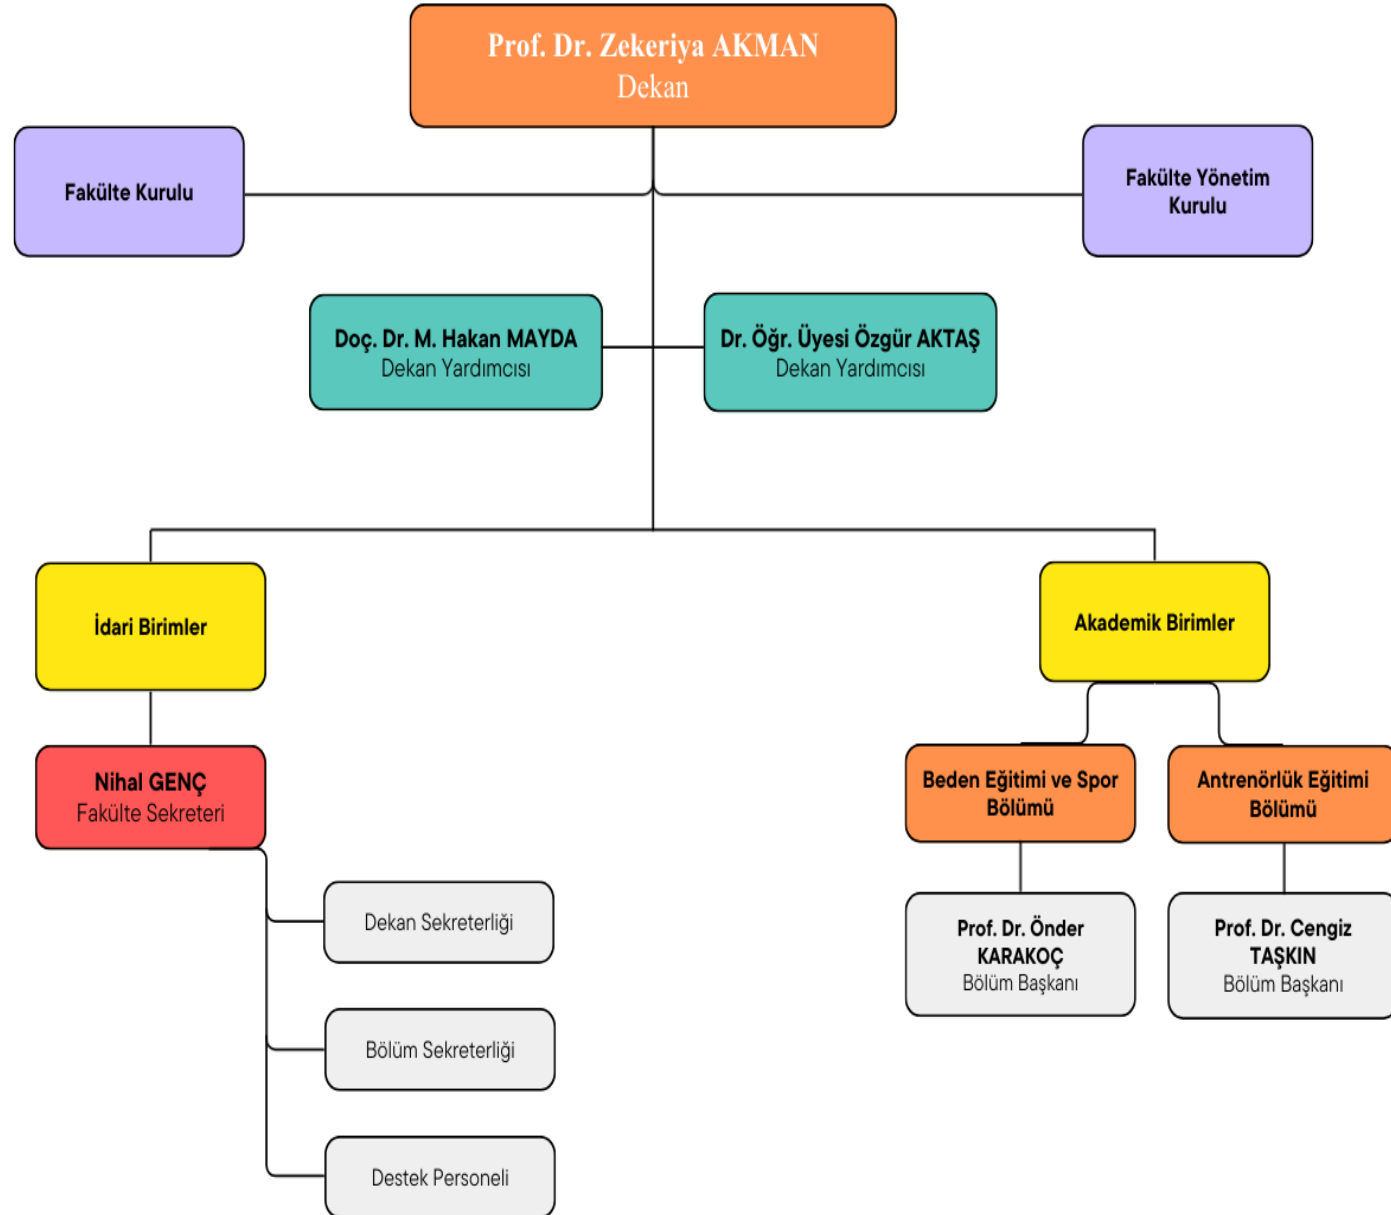 Prof. Dr. Zekeriya AKMAN
Dekan
Fakülte Kurulu
Fakülte Yönetim
Kurulu
Doç. Dr. M. Hakan MAYDA
Dekan Yardımcısı
Dr. Öğr. Üyesi Özgür AKTAŞ
Dekan Yardımcısı
İdari Birimler
Akademik Birimler
Nihal GENÇ
Fakülte Sekreteri
Beden Eğitimi ve Spor
Bölümü
Antrenörlük Eğitimi
Bölümü
Dekan Sekreterliği
Bölüm Sekreterliği
Destek Personeli
Prof. Dr. Önder
KARAKOÇ
Bölüm Başkanı
Prof. Dr. Cengiz
TAŞKIN
Bölüm Başkanı